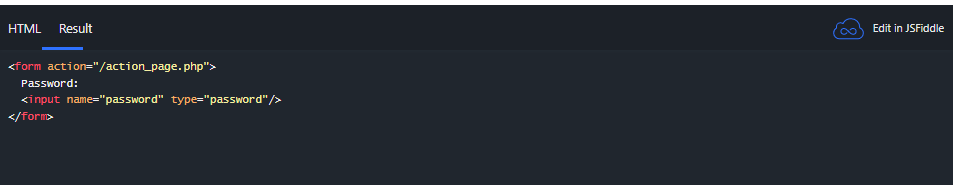 HTML Result Edit in JSFiddle
<form action="/action_page.php">
  Password:
  <input name="password" type="password"/>
</form>